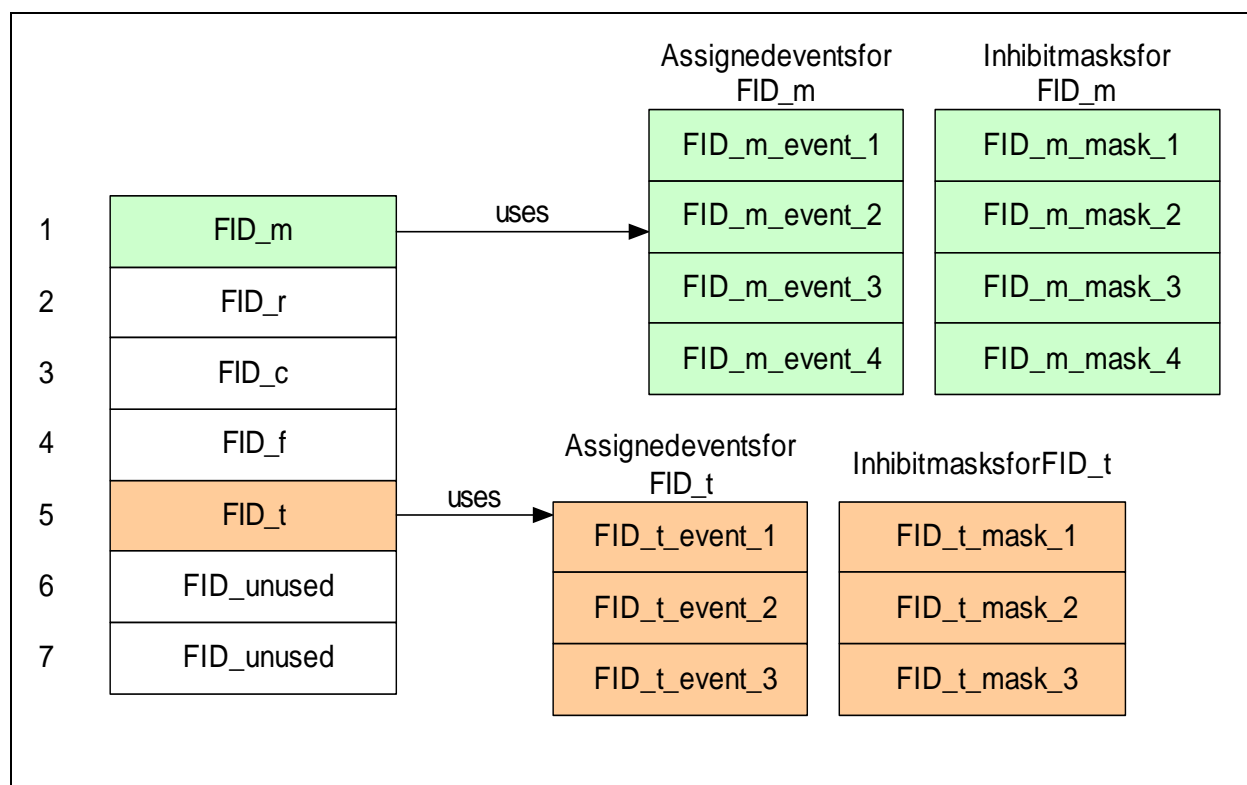 Assignedeventsfor
FID_m
Inhibitmasksfor
FID_m
FID_m_event_1
FID_m_mask_1
FID_m_event_2
FID_m_mask_2
FID_m_event_3
FID_m_mask_3
FID_m_event_4
FID_m_mask_4
1
FID_m
uses
2
FID_r
3
FID_c
4
FID_f
5
FID_t
uses
6
FID_unused
7
FID_unused
Assignedeventsfor
FID_t
InhibitmasksforFID_t
FID_t_event_1
FID_t_mask_1
FID_t_event_2
FID_t_mask_2
FID_t_event_3
FID_t_mask_3